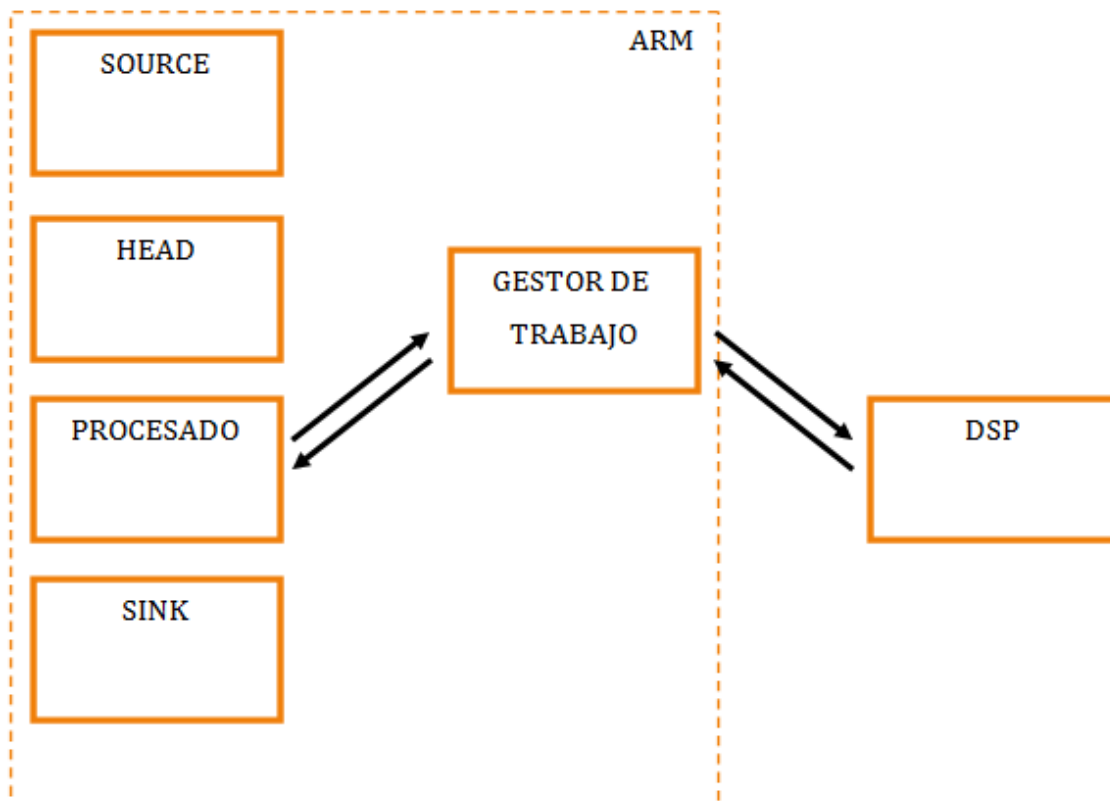 ARM
SOURCE
HEAD
GESTOR DE
TRABAJO
PROCESADO
DSP
SINK